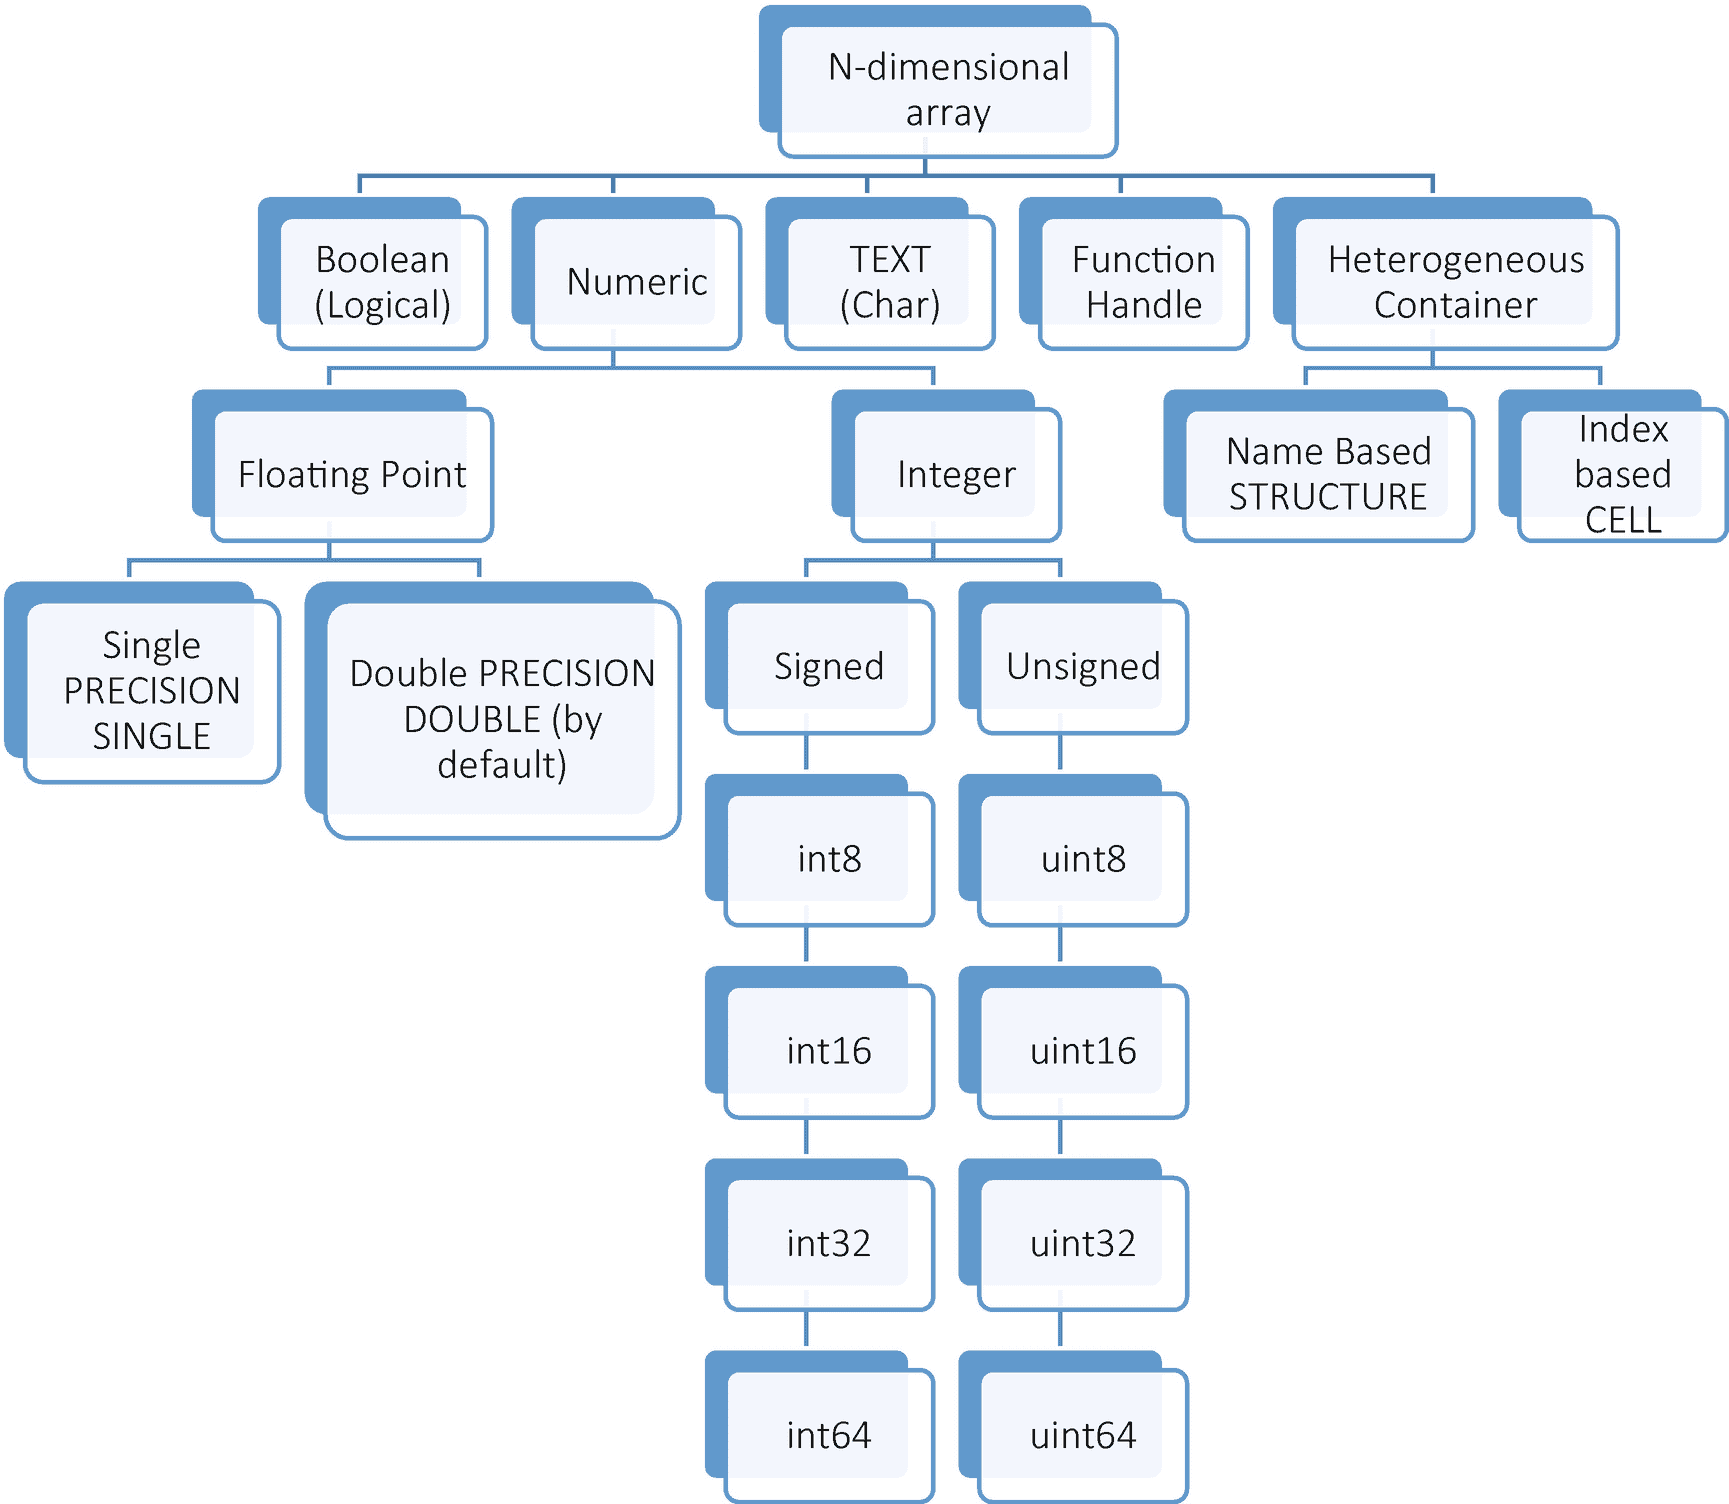 N-dimensional
array
Boolean
(Logical)
Numeric
TEXT
(Char)
Function
Handle
Heterogeneous
Container
Floating Point
Integer
Name Based
STRUCTURE
Index
based
CELL
Single
PRECISION
SINGLE
Double PRECISION
DOUBLE (by
default)
Signed
Unsigned
int8
uint8
int16
uint16
int32
uint32
int64
uint64